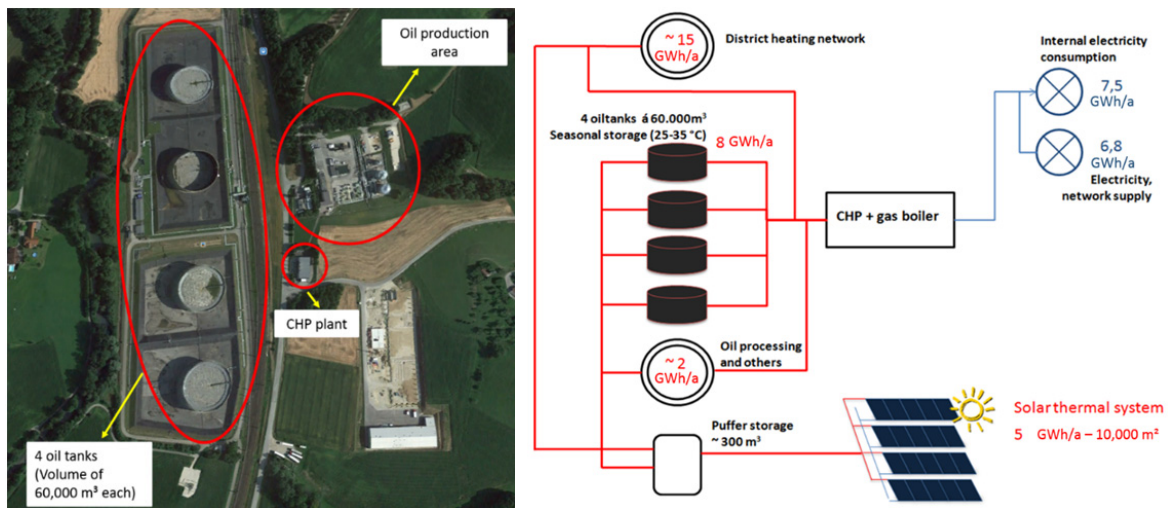 Oil production
area
CHP plant
4 oil tanks
(Volume of
60,000 m³ each)
~ 15
GWh/a
District heating network
4 oiltanks á 60.000m³
Seasonal storage (25-35 °C)
8 GWh/a
CHP + gas boiler
Internal electricity
consumption
7,5
GWh/a
6,8
GWh/a
Electricity,
network supply
~ 2
GWh/a
Oil processing
and others
Puffer storage
~ 300 m³
Solar thermal system
5 GWh/a – 10,000 m²